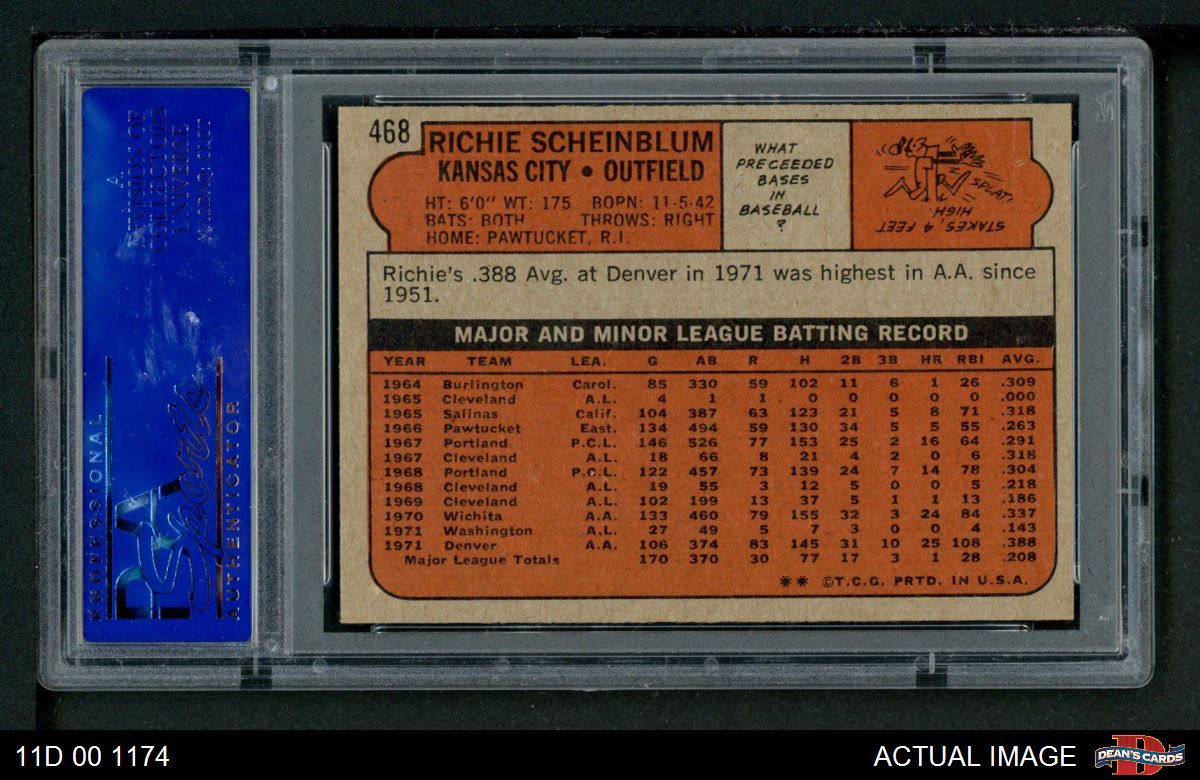 A
DIVISION OF
COLLECTORS
UNIVERSE
NASDAQ: CLCT
PROFESSIONAL
PSA
Sports
AUTHENTICATOR
468
RICHIE SCHEINBLUM
KANSAS CITY • OUTFIELD
HT: 6'0" WT: 175 BORN: 11-5-42
BATS: BOTH THROWS: RIGHT
HOME: PAWTUCKET, R.I.
WHAT
PRECEEDED
BASES
IN
BASEBALL
?
SPLAT!
STAKES, 4 FEET
HIGH
Richie's .388 Avg. at Denver in 1971 was highest in A.A. since
1951.
MAJOR AND MINOR LEAGUE BATTING RECORD
YEAR TEAM LEA. G AB R H 2B 3B HR RBI AVG.
1964 Burlington Carol. 85 330 59 102 11 6 1 26 .309
1965 Cleveland A.L. 4 1 1 0 0 0 0 0 .000
1965 Salinas Calif. 104 387 63 123 21 5 8 71 .318
1966 Pawtucket East. 134 494 59 130 34 5 5 55 .263
1967 Portland P.C.L. 146 526 77 153 25 2 16 64 .291
1967 Cleveland A.L. 18 66 8 21 4 2 0 6 .318
1968 Portland P.C.L. 122 457 73 139 24 7 14 78 .304
1968 Cleveland A.L. 19 55 3 12 5 0 0 5 .218
1969 Cleveland A.L. 102 199 13 37 5 1 1 13 .186
1970 Wichita A.A. 133 460 79 155 32 3 24 84 .337
1971 Washington A.L. 27 49 5 7 3 0 0 4 .143
1971 Denver A.A. 106 374 83 145 31 10 25 108 .388
Major League Totals 170 370 30 77 17 3 1 28 .208
** ©T.C.G. PRTD. IN U.S.A.
11D 00 1174
ACTUAL IMAGE
D
DEAN'S CARDS